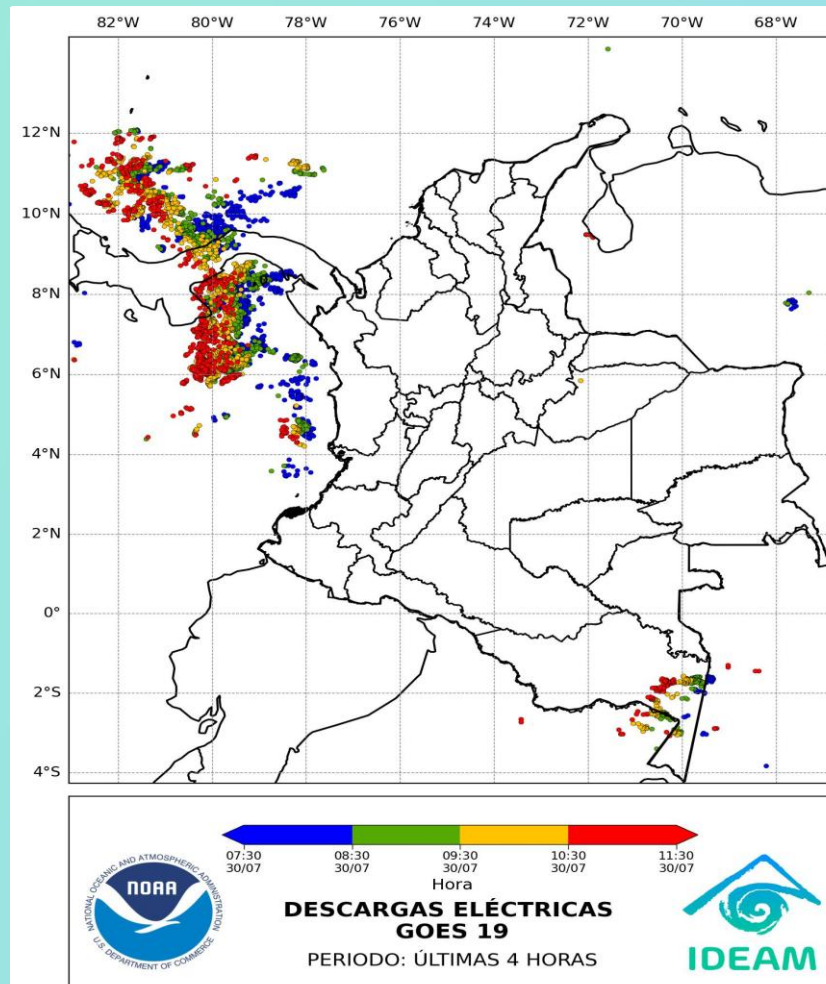 82°W 80°W 78°W 76°W 74°W 72°W 70°W 68°W
12°N
10°N
8°N
6°N
4°N
2°N
0°
2°S
4°S
07:30 08:30 09:30 10:30 11:30
30/07 30/07 30/07 30/07 30/07
Hora
DESCARGAS ELÉCTRICAS
GOES 19
PERIODO: ÚLTIMAS 4 HORAS
NATIONAL OCEANIC AND ATMOSPHERIC ADMINISTRATION
NOAA
U.S. DEPARTMENT OF COMMERCE
IDEAM